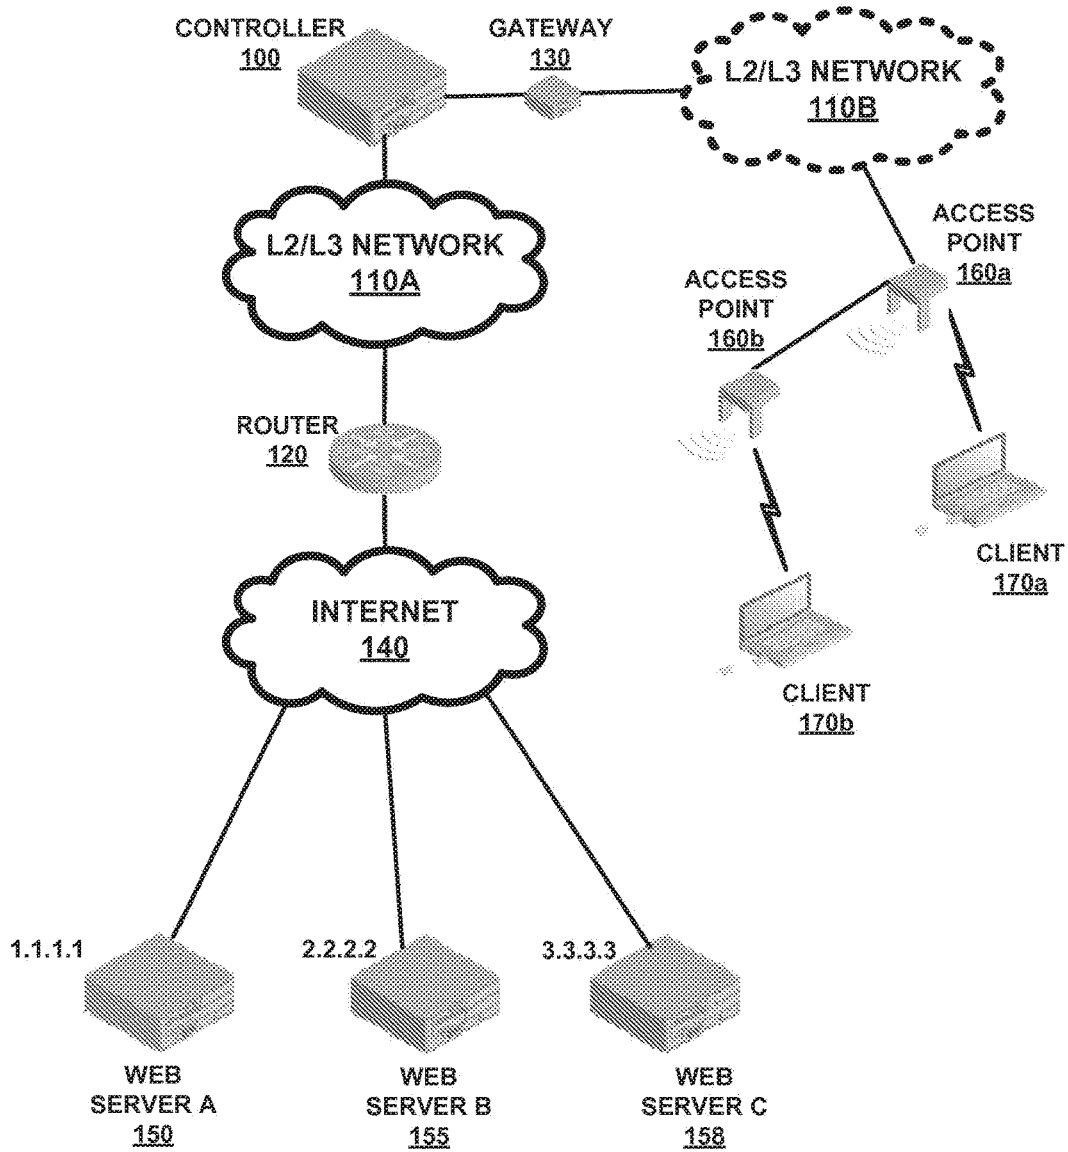 CONTROLLER
100
GATEWAY
130
L2/L3 NETWORK
110B
L2/L3 NETWORK
110A
ACCESS
POINT
160a
ACCESS
POINT
160b
ROUTER
120
CLIENT
170a
INTERNET
140
CLIENT
170b
1.1.1.1
2.2.2.2
3.3.3.3
WEB
SERVER A
150
WEB
SERVER B
155
WEB
SERVER C
158